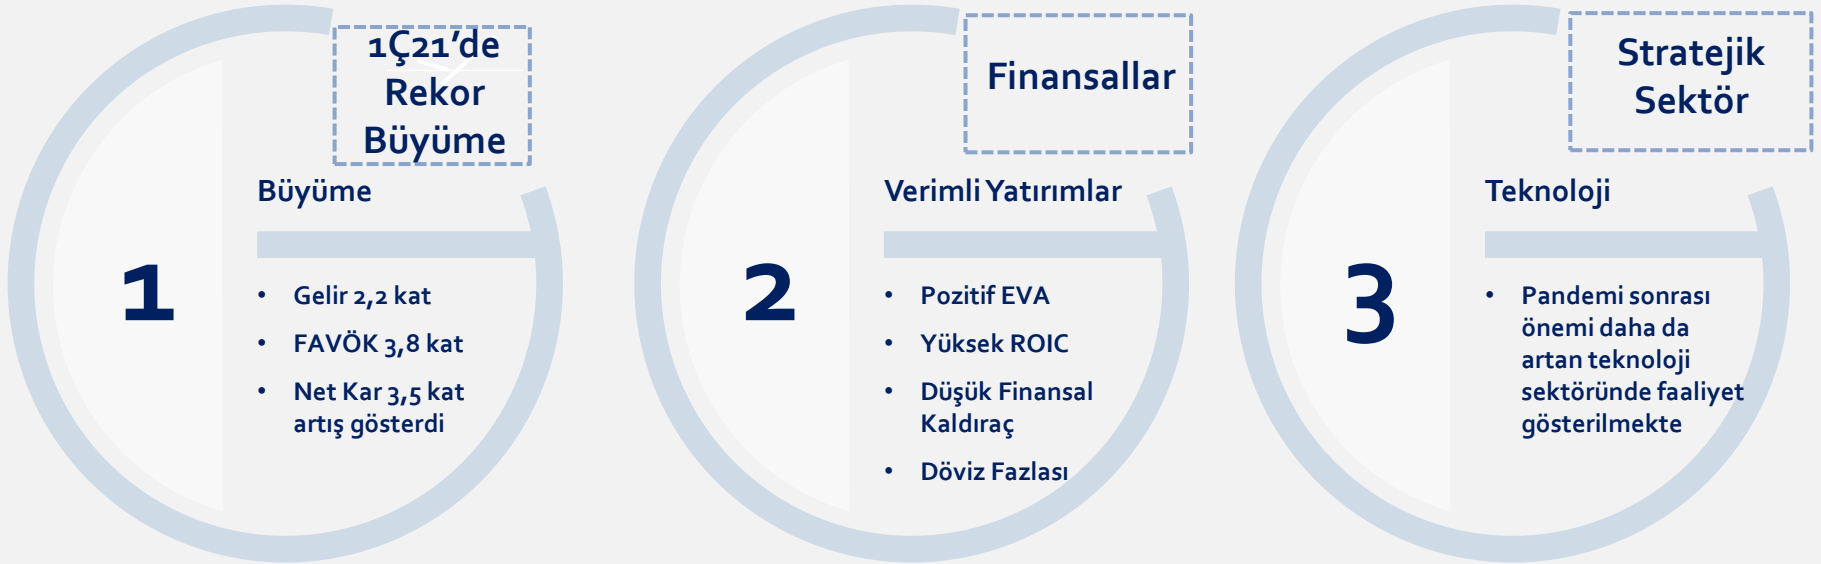 1Ç21’de
Rekor
Büyüme
Büyüme
1
• Gelir 2,2 kat
• FAVÖK 3,8 kat
• Net Kar 3,5 kat
artış gösterdi
Finansallar
Verimli Yatırımlar
2
• Pozitif EVA
• Yüksek ROIC
• Düşük Finansal
Kaldıraç
• Döviz Fazlası
Stratejik
Sektör
Teknoloji
3
• Pandemi sonrası
önemi daha da
artan teknoloji
sektöründe faaliyet
gösterilmekte